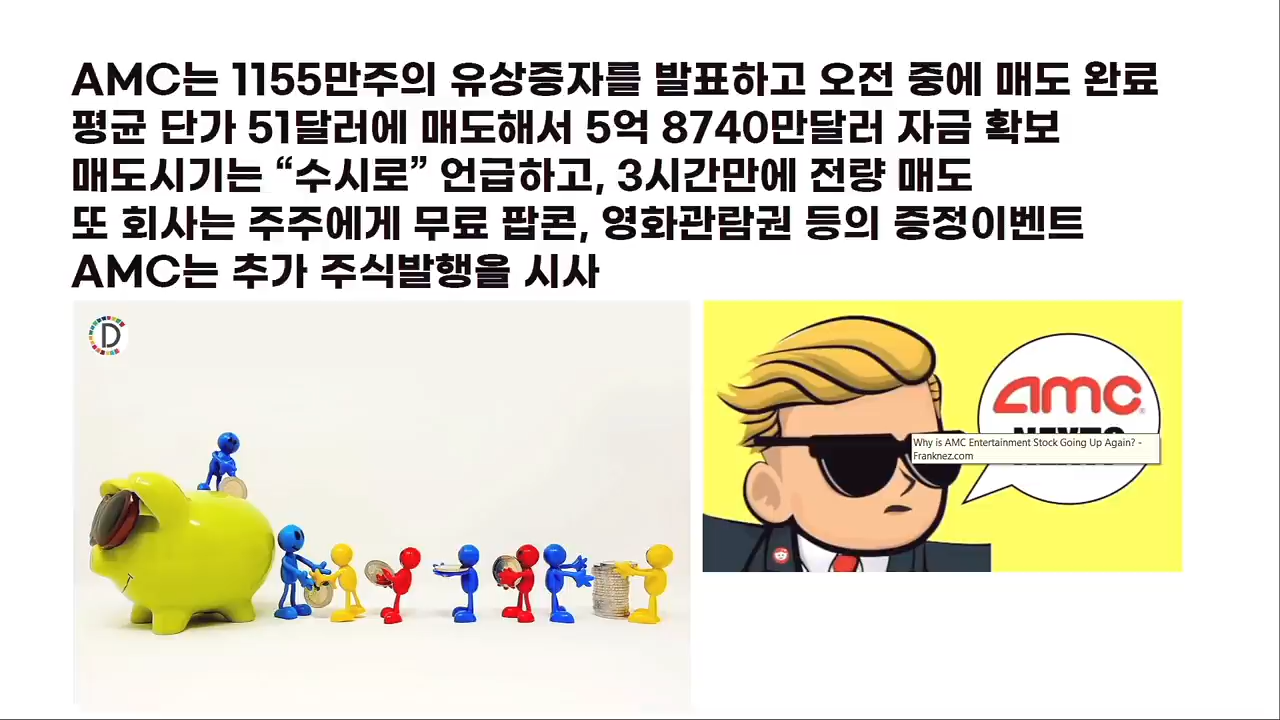 AMC는 1155만주의 유상증자를 발표하고 오전 중에 매도 완료
평균 단가 51달러에 매도해서 5억 8740만달러 자금 확보
매도시기는 “수시로” 언급하고, 3시간만에 전량 매도
또 회사는 주주에게 무료 팝콘, 영화관람권 등의 증정이벤트
AMC는 추가 주식발행을 시사
D
amc
Why is AMC Entertainment Stock Going Up Again? -
Franknez.com